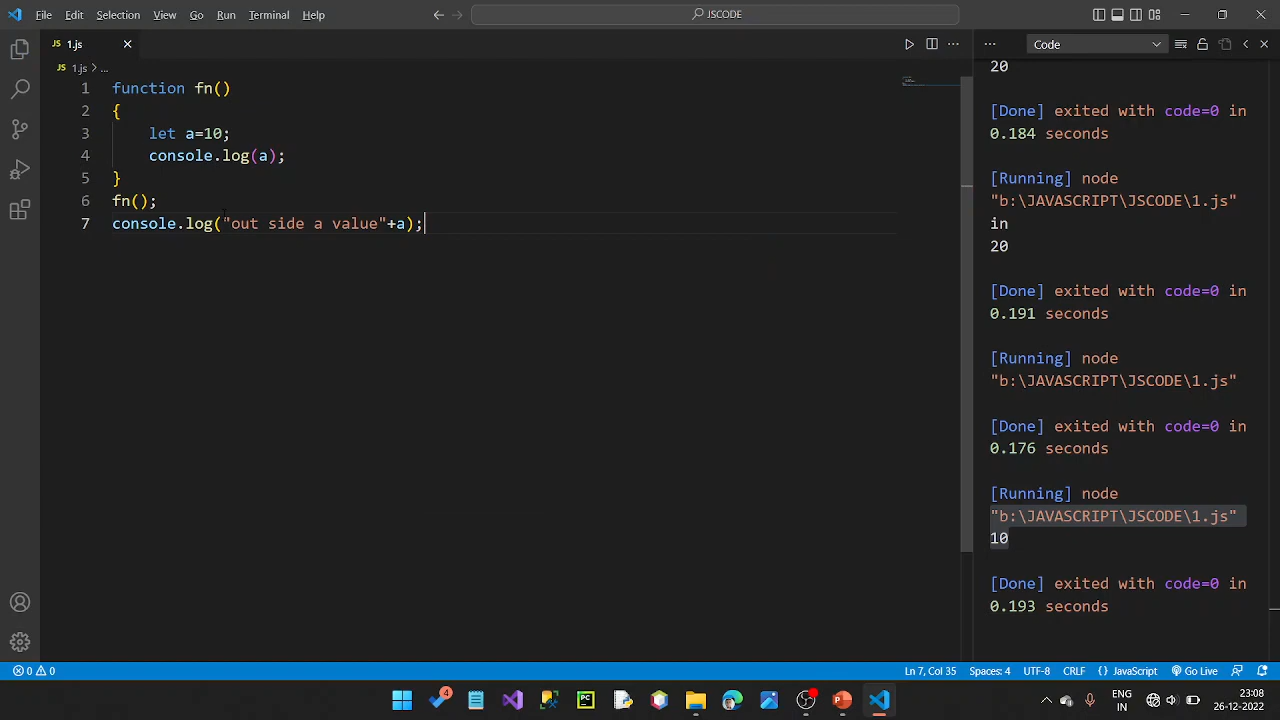 File Edit Selection View Go Run Terminal Help
JSCODE
JS 1.js
JS 1.js > ...
1 function fn()
2 {
3 let a=10;
4 console.log(a);
5 }
6 fn();
7 console.log("out side a value"+a);
Code
20
[Done] exited with code=0 in
0.184 seconds
[Running] node
"b:\JAVASCRIPT\JSCODE\1.js"
in
20
[Done] exited with code=0 in
0.191 seconds
[Running] node
"b:\JAVASCRIPT\JSCODE\1.js"
[Done] exited with code=0 in
0.176 seconds
[Running] node
"b:\JAVASCRIPT\JSCODE\1.js"
10
[Done] exited with code=0 in
0.193 seconds
0 0
Ln 7, Col 35 Spaces: 4 UTF-8 CRLF {} JavaScript Go Live
4
PC
P
ENG
IN
23:08
26-12-2022